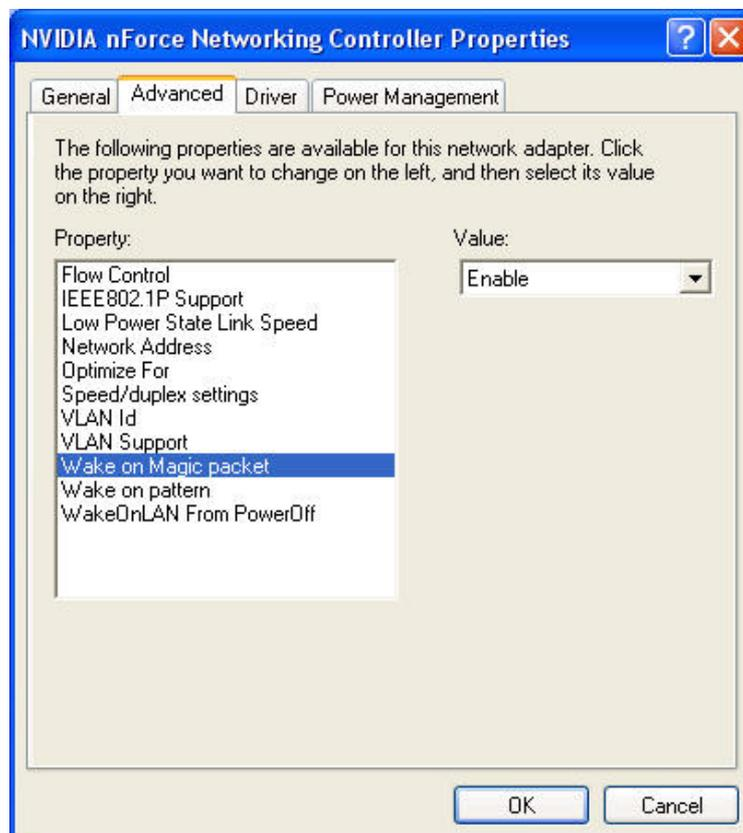 NVIDIA nForce Networking Controller Properties
General
Advanced
Driver
Power Management
The following properties are available for this network adapter. Click
the property you want to change on the left, and then select its value
on the right.
Property:
Value:
Flow Control
IEEE802.1P Support
Low Power State Link Speed
Network Address
Optimize For
Speed/duplex settings
VLAN Id
VLAN Support
Wake on Magic packet
Wake on pattern
WakeOnLAN From PowerOff
Enable
OK
Cancel